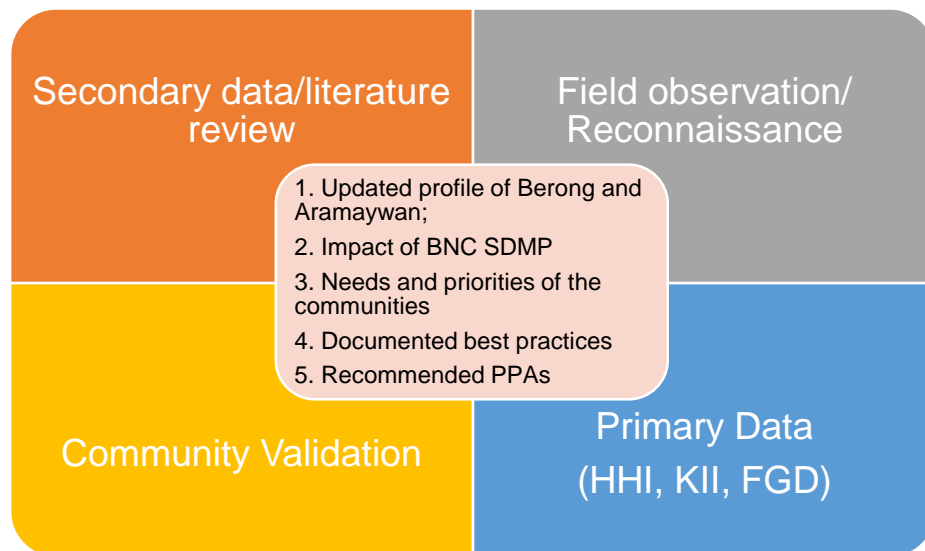 Secondary data/literature
review
Field observation/
Reconnaissance
1. Updated profile of Berong and
Aramaywan;
2. Impact of BNC SDMP
3. Needs and priorities of the
communities
4. Documented best practices
5. Recommended PPAs
Community Validation
Primary Data
(HHI, KII, FGD)